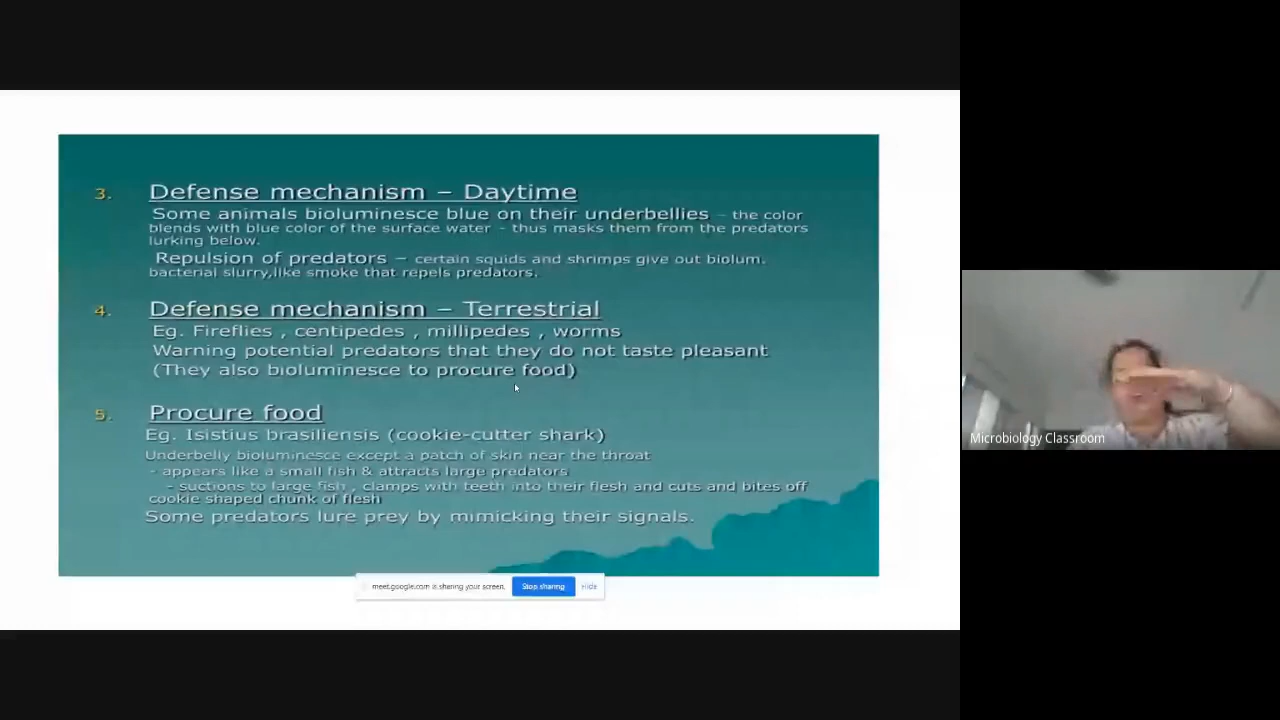 3. Defense mechanism – Daytime
Some animals bioluminesce blue on their underbellies – the color
blends with blue color of the surface water - thus masks them from the predators
lurking below.
Repulsion of predators – certain squids and shrimps give out biolum.
bacterial slurry,like smoke that repels predators.
4. Defense mechanism – Terrestrial
Eg. Fireflies , centipedes , millipedes , worms
Warning potential predators that they do not taste pleasant
(They also bioluminesce to procure food)
5. Procure food
Eg. Isistius brasiliensis (cookie-cutter shark)
Underbelly bioluminesce except a patch of skin near the throat
- appears like a small fish & attracts large predators
- suctions to large fish , clamps with teeth into their flesh and cuts and bites off
cookie shaped chunk of flesh
Some predators lure prey by mimicking their signals.
meet.google.com is sharing your screen. Stop sharing Hide
Microbiology Classroom